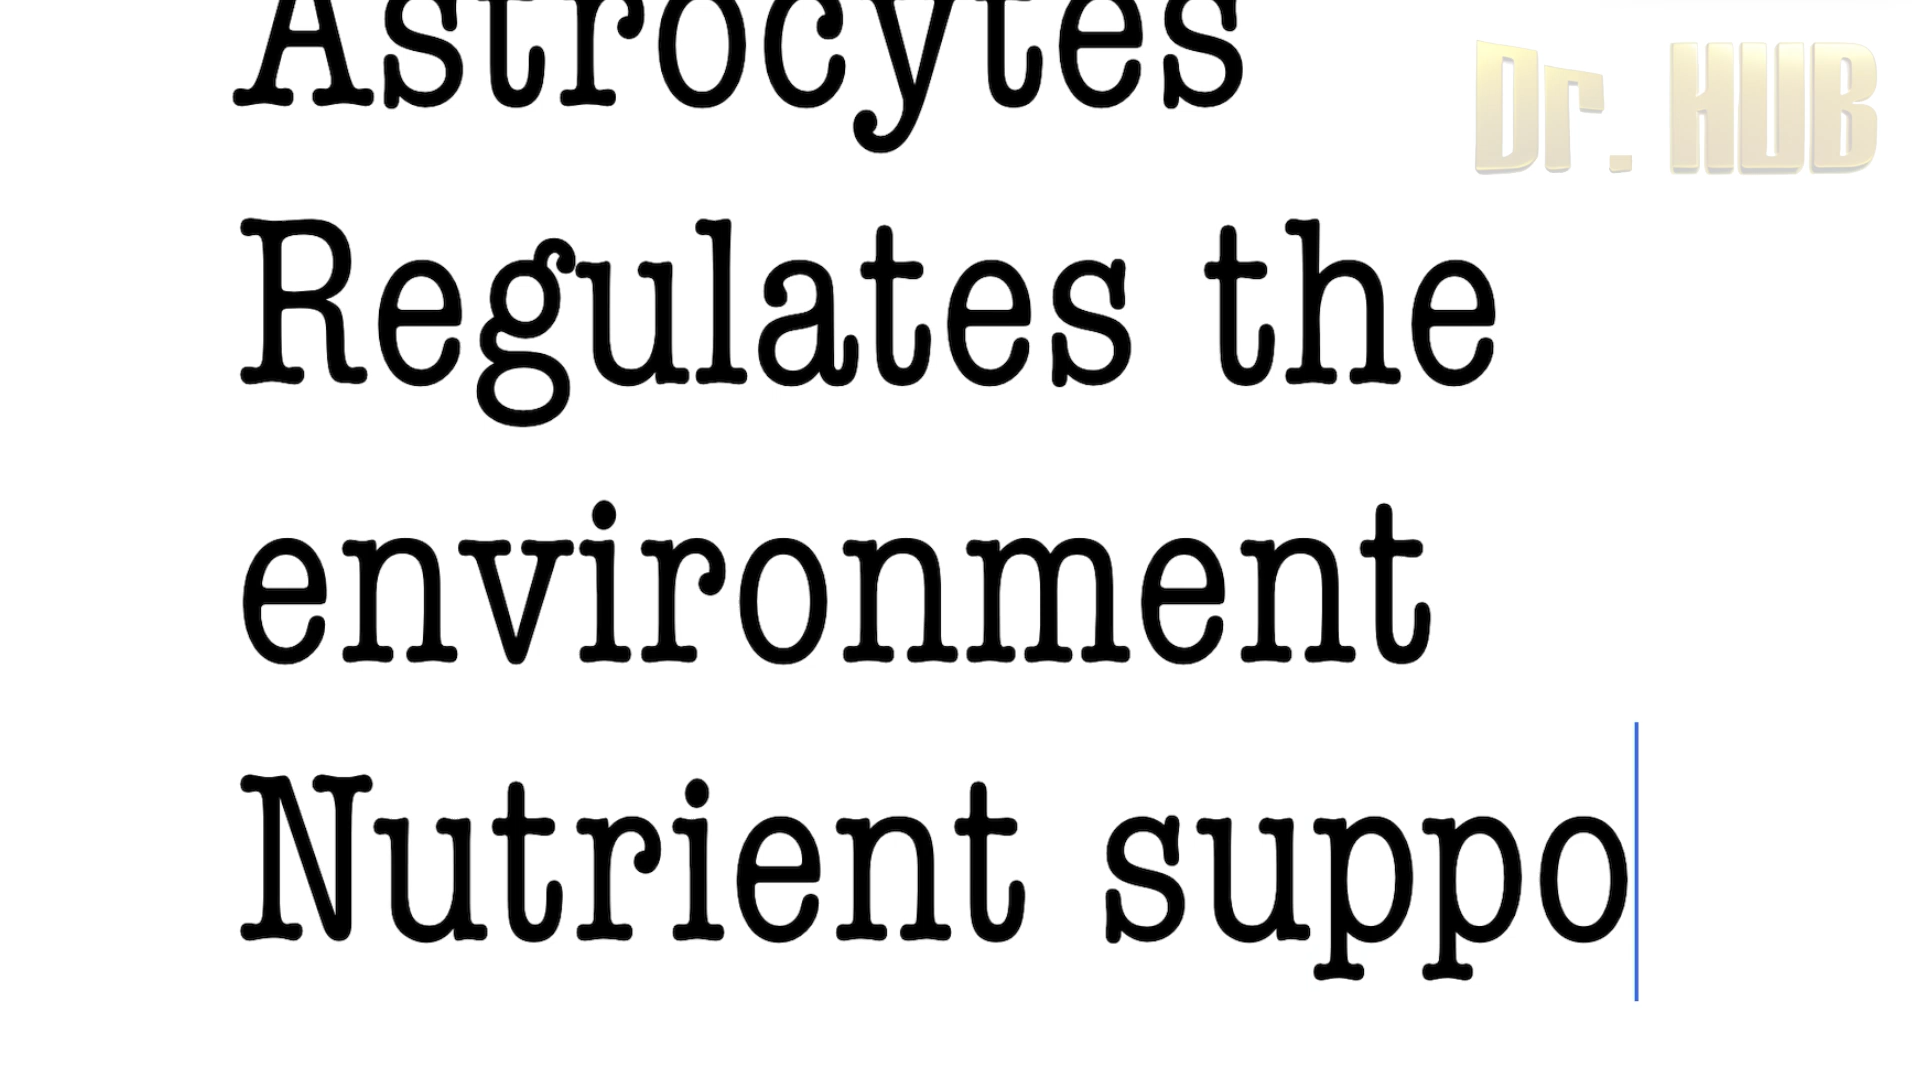 Astrocytes
Dr. HUB
Regulates the
environment
Nutrient suppo